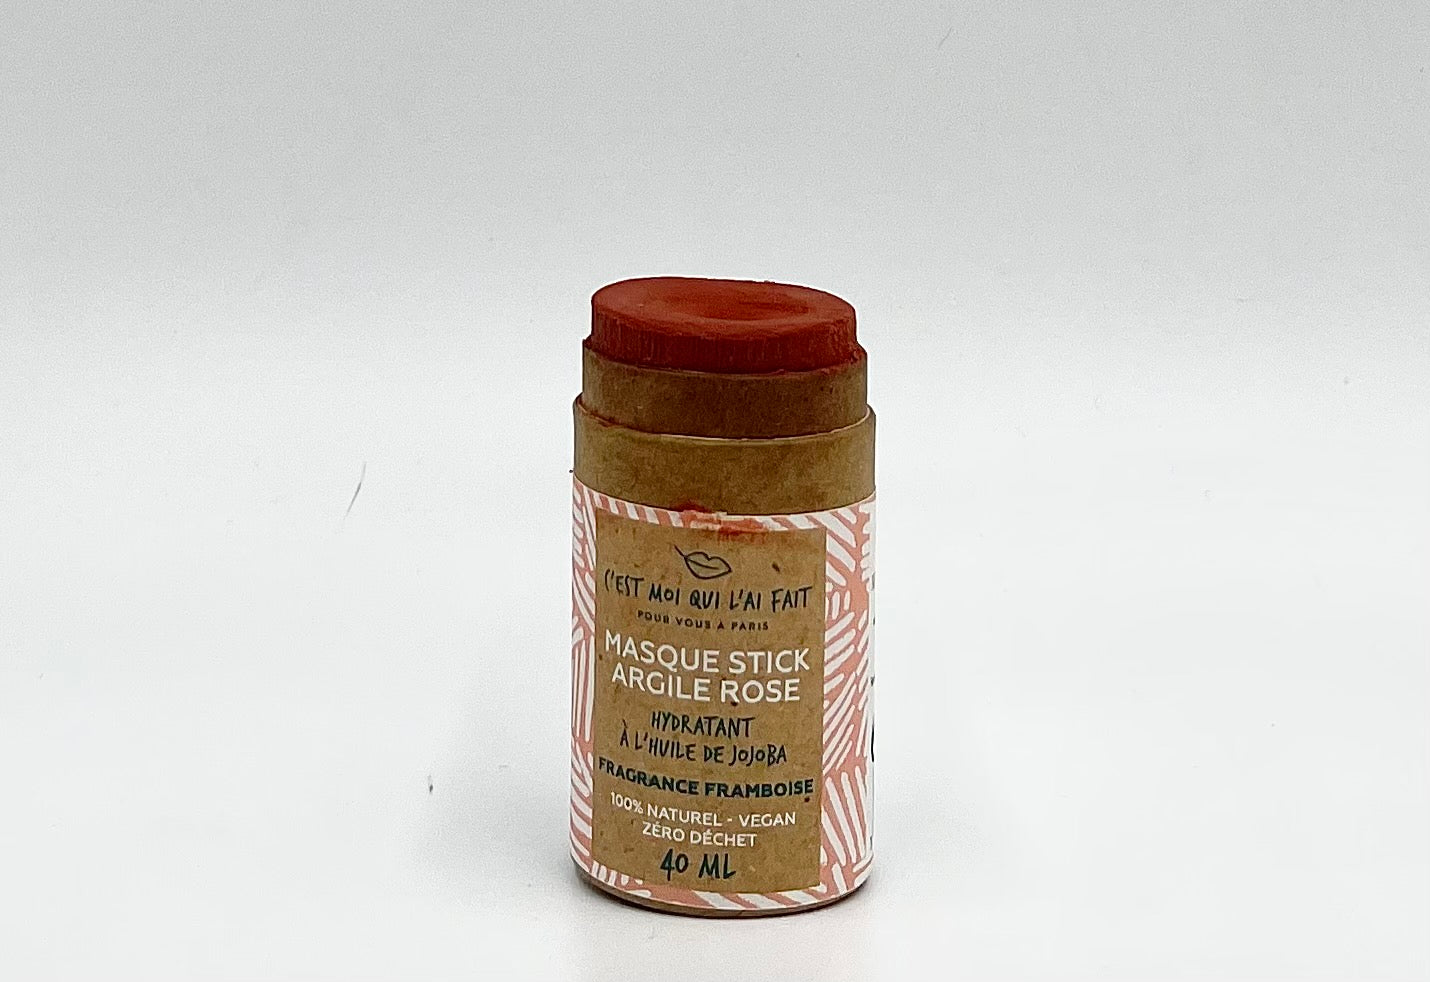 C'EST MOI QUI L'AI FAIT
POUR VOUS À PARIS
MASQUE STICK
ARGILE ROSE
HYDRATANT
À L'HUILE DE JOJOBA
FRAGRANCE FRAMBOISE
100% NATUREL - VEGAN
ZÉRO DÉCHET
40 ML